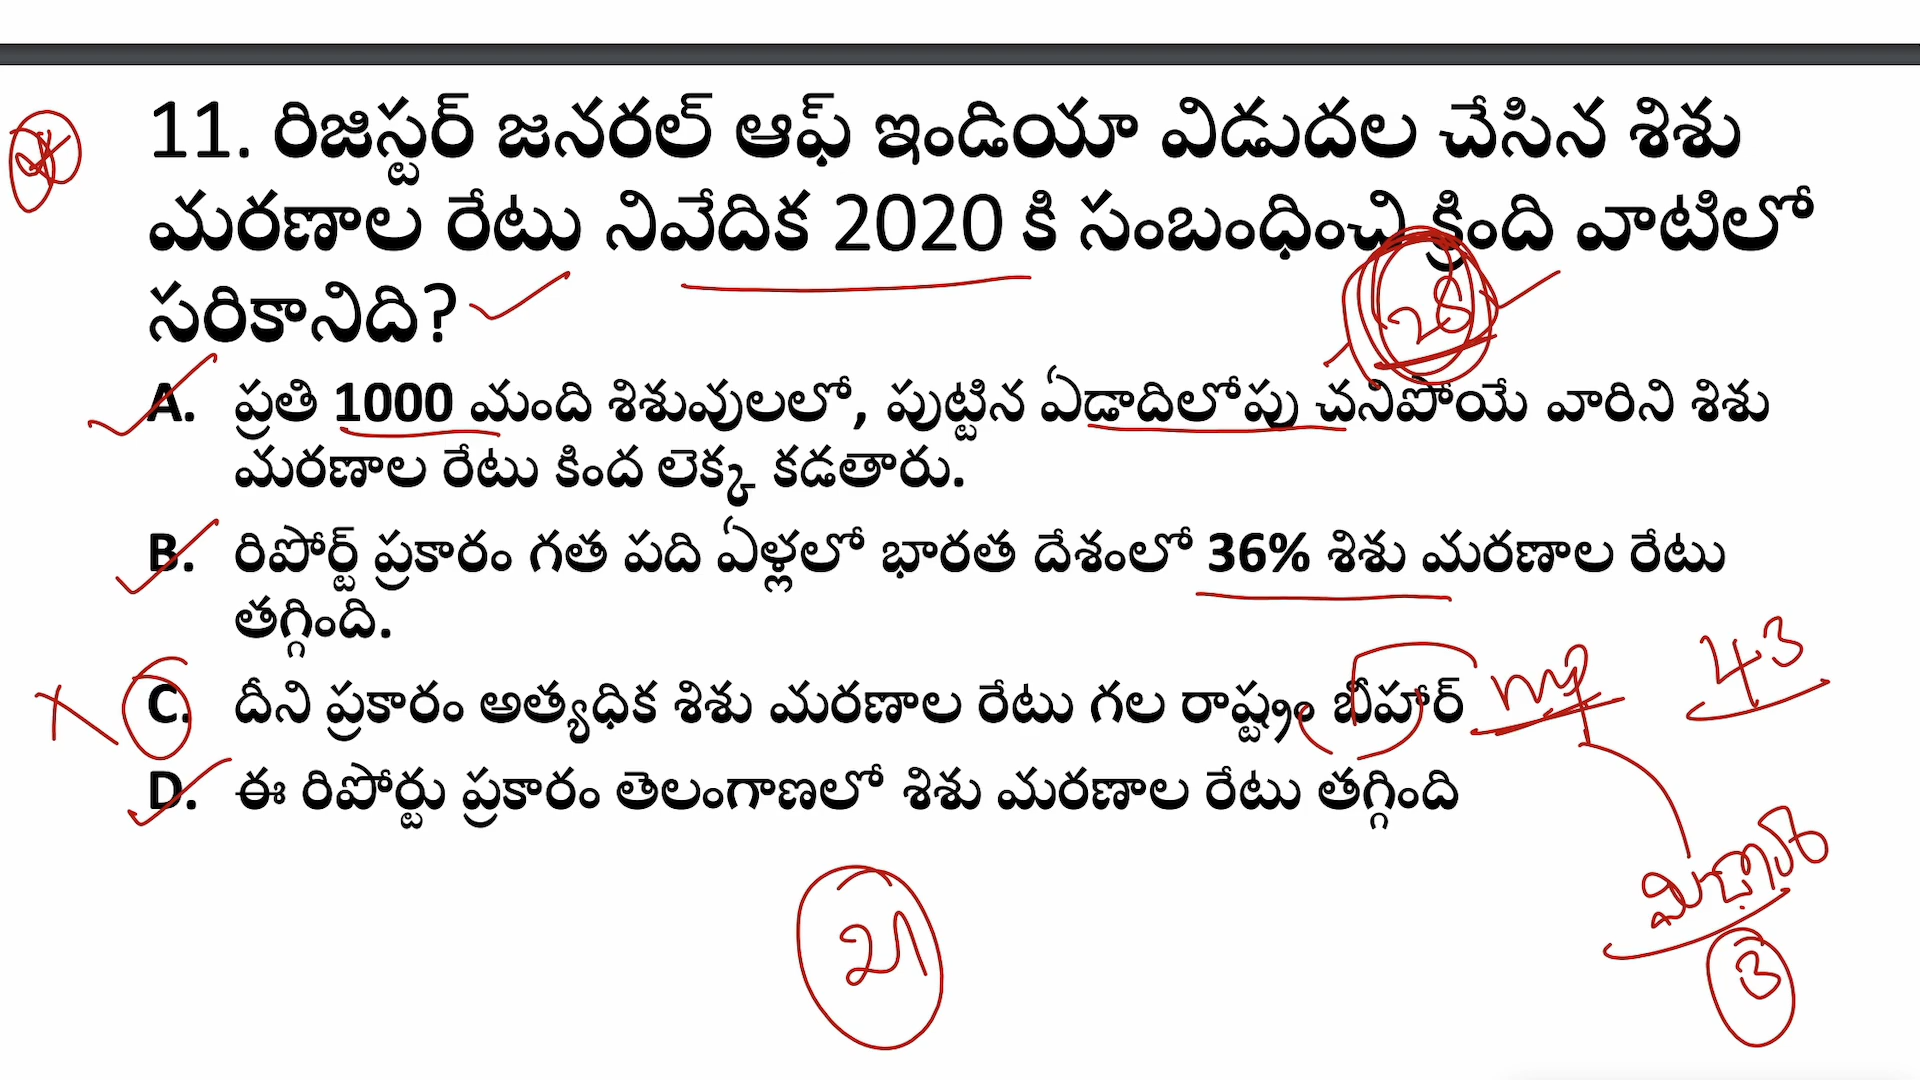 11. రిజిస్టర్ జనరల్ ఆఫ్ ఇండియా విడుదల చేసిన శిశు
మరణాల రేటు నివేదిక 2020 కి సంబంధించి క్రింది వాటిలో
సరికానిది?
28
A. ప్రతి 1000 మంది శిశువులలో, పుట్టిన ఏడాదిలోపు చనిపోయే వారిని శిశు
మరణాల రేటు కింద లెక్క కడతారు.
B. రిపోర్ట్ ప్రకారం గత పది ఏళ్లలో భారత దేశంలో 36% శిశు మరణాల రేటు
తగ్గింది.
C. దీని ప్రకారం అత్యధిక శిశు మరణాల రేటు గల రాష్ట్రం బీహార్ mp 43
D. ఈ రిపోర్టు ప్రకారం తెలంగాణలో శిశు మరణాల రేటు తగ్గింది
21
3